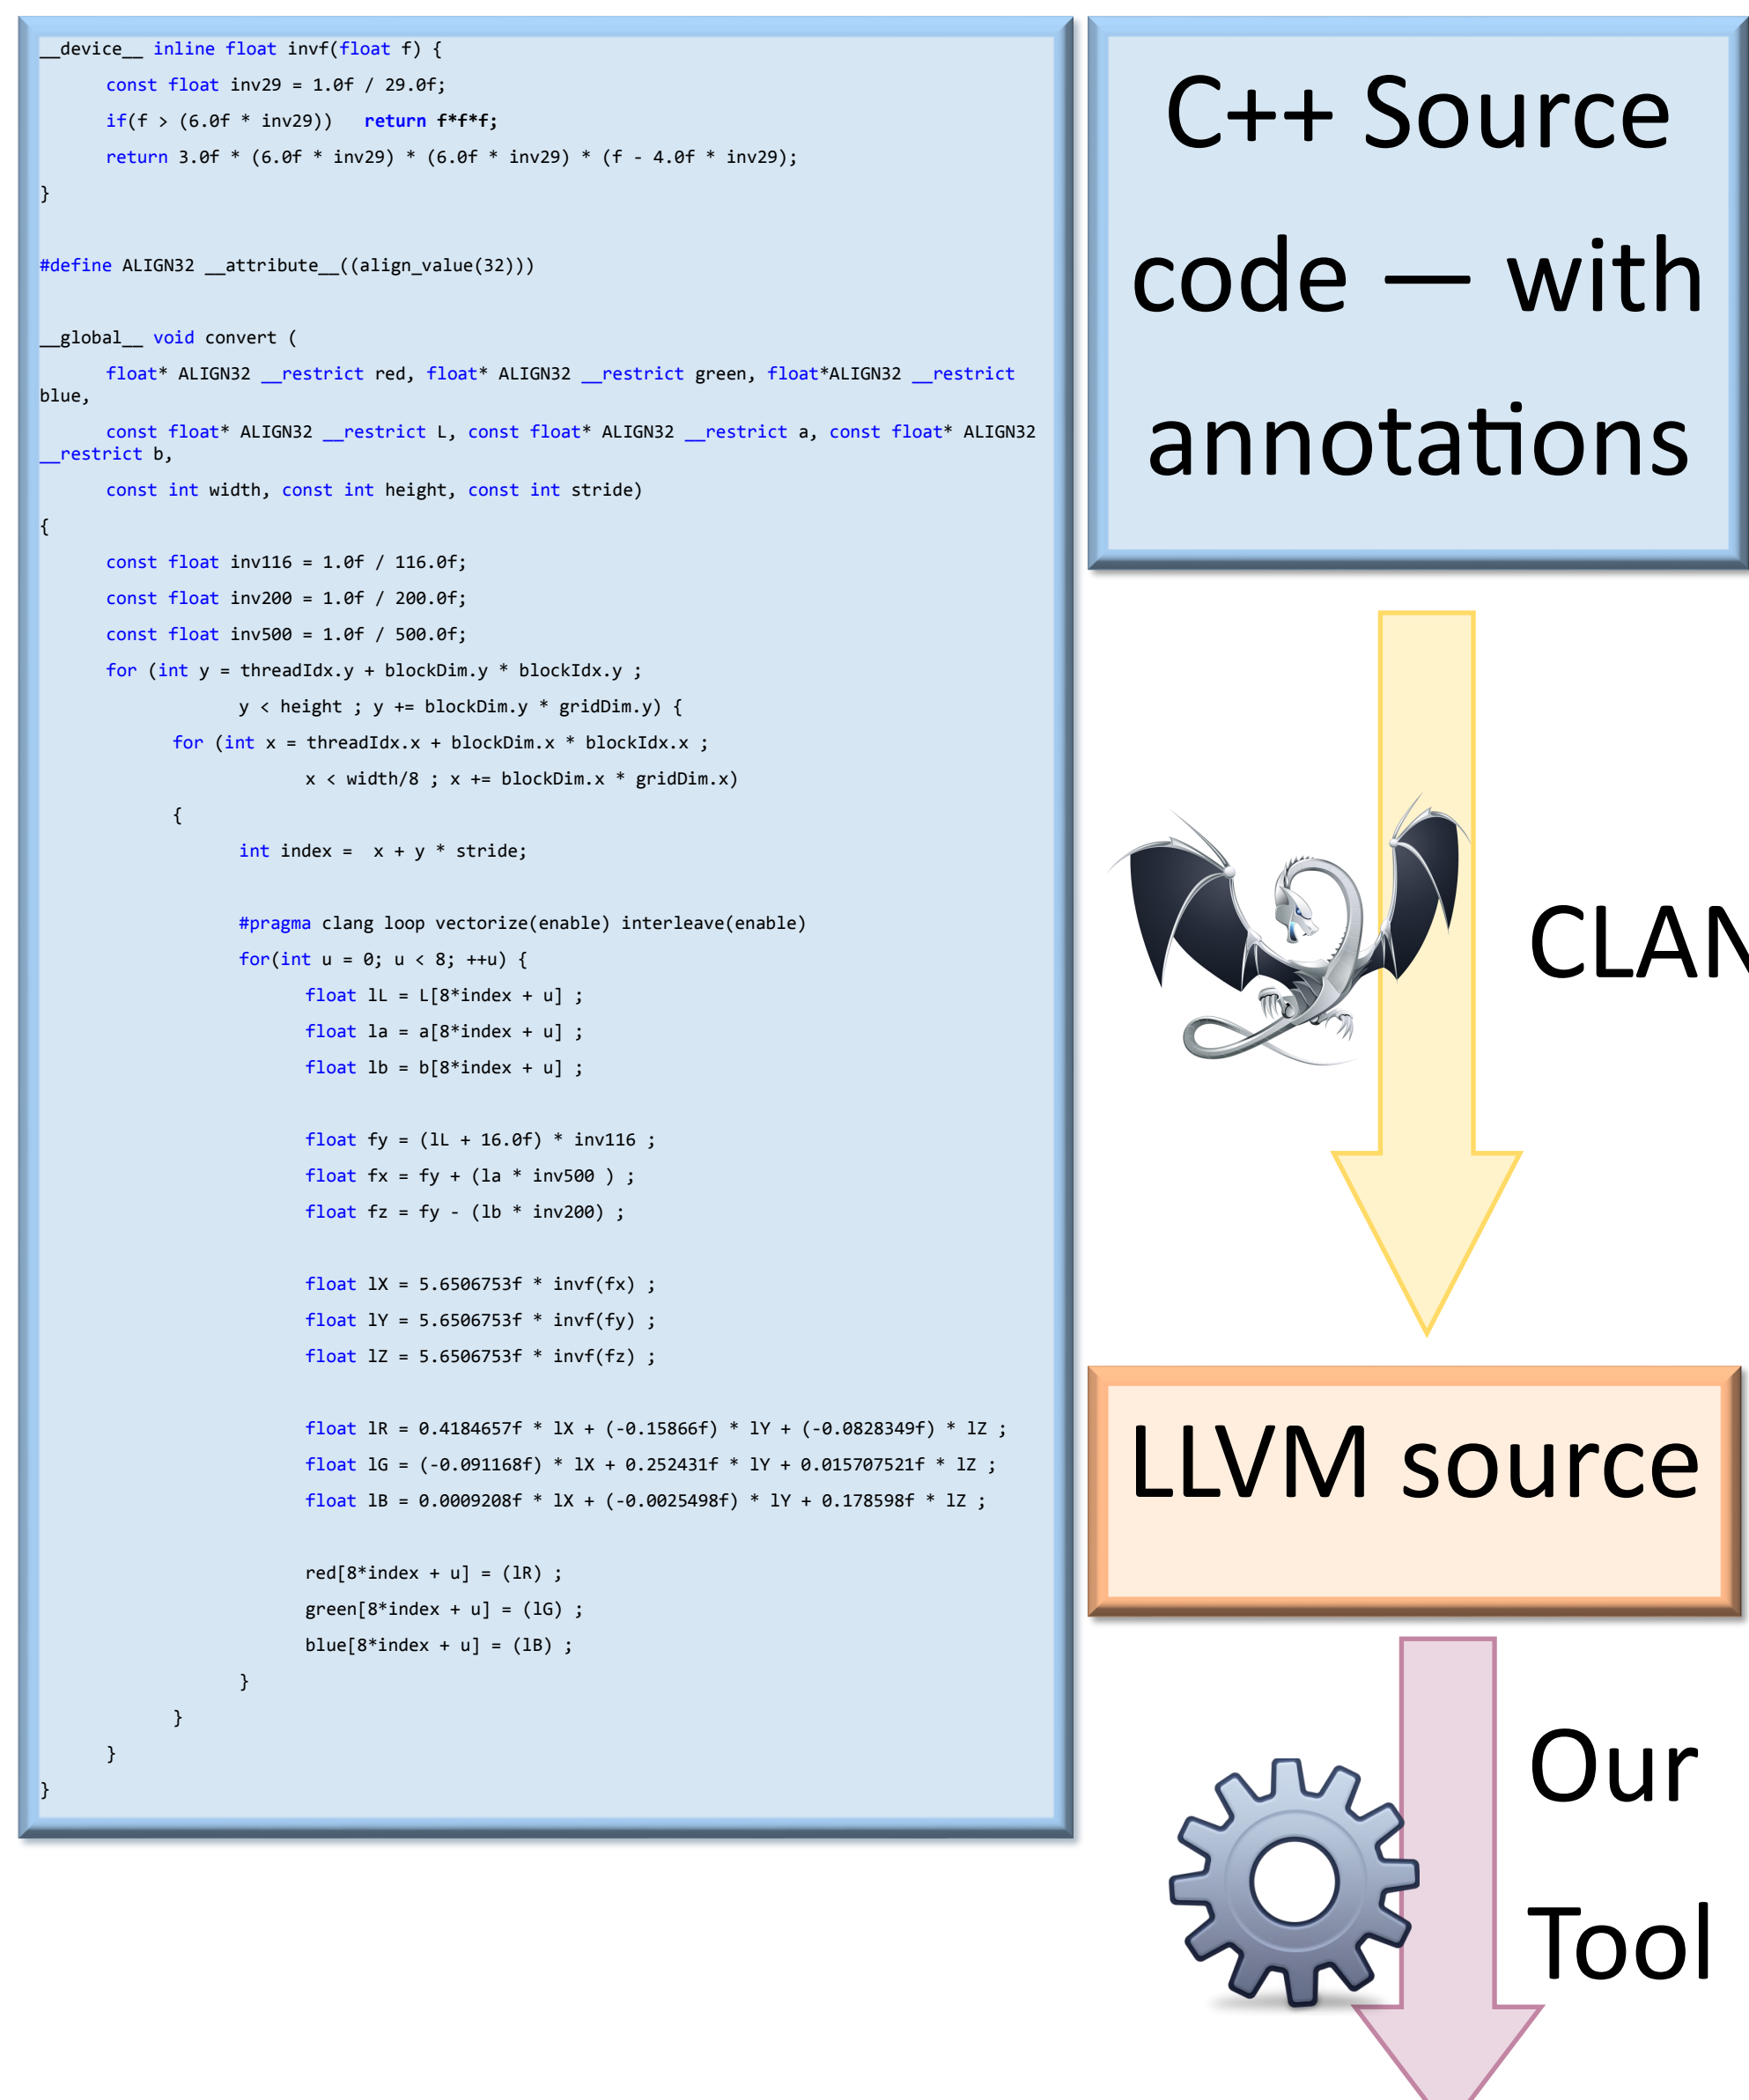 __device__ inline float invf(float f) {
const float inv29 = 1.0f / 29.0f;
if(f > (6.0f * inv29))   return f*f*f;
return 3.0f * (6.0f * inv29) * (6.0f * inv29) * (f - 4.0f * inv29);
}
#define ALIGN32 __attribute__((align_value(32)))
__global__ void convert (
float* ALIGN32 __restrict red, float* ALIGN32 __restrict green, float*ALIGN32 __restrict
blue,
const float* ALIGN32 __restrict L, const float* ALIGN32 __restrict a, const float* ALIGN32
__restrict b,
const int width, const int height, const int stride)
{
const float inv116 = 1.0f / 116.0f;
const float inv200 = 1.0f / 200.0f;
const float inv500 = 1.0f / 500.0f;
for (int y = threadIdx.y + blockDim.y * blockIdx.y ;
y < height ; y += blockDim.y * gridDim.y) {
for (int x = threadIdx.x + blockDim.x * blockIdx.x ;
x < width/8 ; x += blockDim.x * gridDim.x)
{
int index =  x + y * stride;
#pragma clang loop vectorize(enable) interleave(enable)
for(int u = 0; u < 8; ++u) {
float lL = L[8*index + u] ;
float la = a[8*index + u] ;
float lb = b[8*index + u] ;
float fy = (lL + 16.0f) * inv116 ;
float fx = fy + (la * inv500 ) ;
float fz = fy - (lb * inv200) ;
float lX = 5.6506753f * invf(fx) ;
float lY = 5.6506753f * invf(fy) ;
float lZ = 5.6506753f * invf(fz) ;
float lR = 0.4184657f * lX + (-0.15866f) * lY + (-0.0828349f) * lZ ;
float lG = (-0.091168f) * lX + 0.252431f * lY + 0.015707521f * lZ ;
float lB = 0.0009208f * lX + (-0.0025498f) * lY + 0.178598f * lZ ;
red[8*index + u] = (lR) ;
green[8*index + u] = (lG) ;
blue[8*index + u] = (lB) ;
}
}
}
}
C++ Source
code — with
annotations
CLAN
LLVM source
Our
Tool